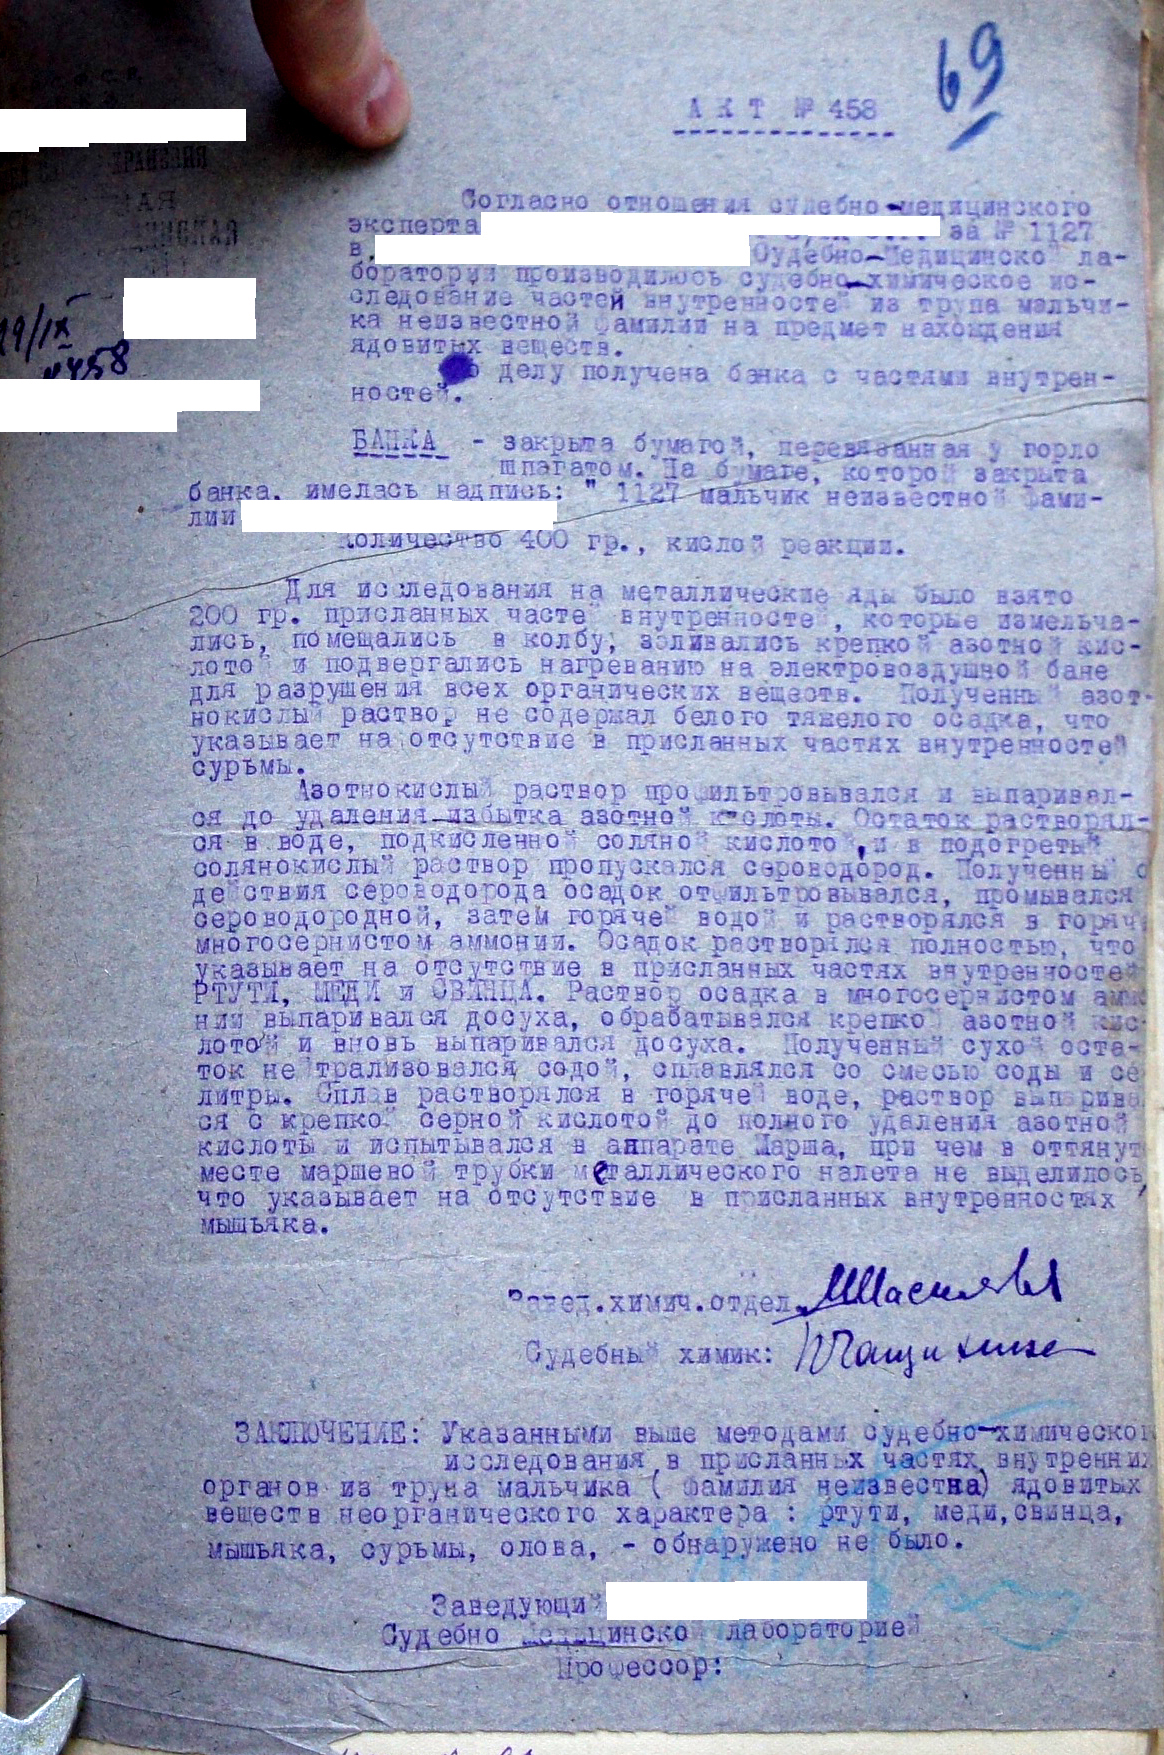 69
АКТ № 458
Согласно отношения судебно-медицинского
эксперта за № 1127
в. Судебно-Медицинской ла-
боратории производилось судебно-химическое ис-
следование частей внутренностей из трупа мальчи-
ка неизвестной фамилии на предмет нахождения
ядовитых веществ.
19/IX
№ 458
делу получена банка с частями внутрен-
ностей.
БАНКА - закрыта бумагой, перевязанная у горло
шпагатом. На бумаге, которой закрыта
банка, имелась надпись: " 1127 мальчик неизвестной фами-
лии
Количество 400 гр., кислой реакции.
Для исследования на металлические яды было взято
200 гр. присланных частей внутренностей, которые измельча-
лись, помещались в колбу, заливались крепкой азотной кис-
лотой и подвергались нагреванию на электровоздушной бане
для разрушения всех органических веществ. Полученный азот-
нокислый раствор не содержал белого тяжелого осадка, что
указывает на отсутствие в присланных частях внутренностей
сурьмы.
Азотнокислый раствор профильтровывался и выпаривал-
ся до удаления избытка азотной кислоты. Остаток растворял-
ся в воде, подкисленной соляной кислотой, и в подогретый
солянокислый раствор пропускался сероводород. Полученный о
действия сероводорода осадок отфильтровывался, промывался
сероводородной, затем горячей водой и растворялся в горяч
многосернистом аммонии. Осадок растворялся полностью, что
указывает на отсутствие в присланных частях внутренностей
РТУТИ, МЕДИ и СВИНЦА. Раствор осадка в многосернистом аммо
нии выпаривался досуха, обрабатывался крепкой азотной кис-
лотой и вновь выпаривался досуха. Полученный сухой оста-
ток нейтрализовался содой, сплавлялся со смесью соды и се
литры. Сплав растворялся в горячей воде, раствор выпарива
ся с крепкой серной кислотой до полного удаления азотной
кислоты и испытывался в аппарате Марша, при чем в оттянут
месте маршевой трубки металлического налета не выделилось,
что указывает на отсутствие в присланных внутренностях
мышьяка.
Завед.химич.отдел.
Судебный химик:
ЗАКЛЮЧЕНИЕ: Указанными выше методами судебно-химическог
исследования в присланных частях внутренних
органов из трупа мальчика ( фамилия неизвестна) ядовитых
веществ неорганического характера : ртути, меди,свинца,
мышьяка, сурьмы, олова, - обнаружено не было.
Заведующий
Судебно Медицинской лабораторией
Профессор: